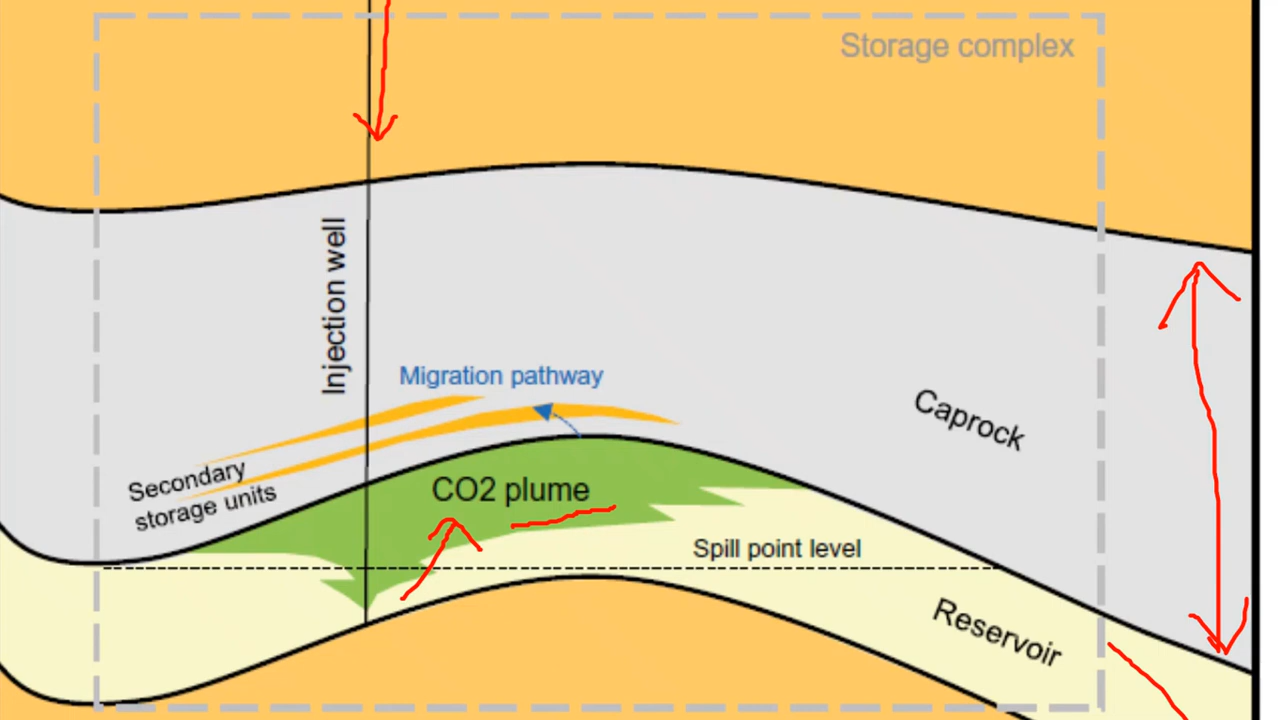 Storage complex
Injection well
Migration pathway
Caprock
Secondary
storage units
CO2 plume
Spill point level
Reservoir